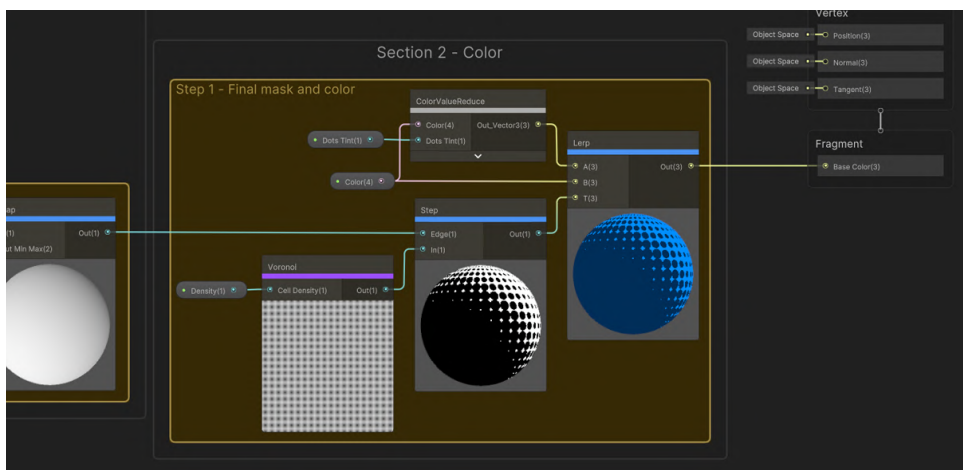 Section 2 - Color
Step 1 - Final mask and color
ColorValueReduce
Color(4) Out_Vector3(3)
Dots Tint(1)
Dots Tint(1)
Color(4)
Lerp
A(3) Out(3)
B(3)
T(3)
Step
Edge(1) Out(1)
In(1)
Voronoi
Density(1)
Cell Density(1) Out(1)
Out(1)
Min Max(2)
Vertex
Object Space Position(3)
Object Space Normal(3)
Object Space Tangent(3)
Fragment
Base Color(3)